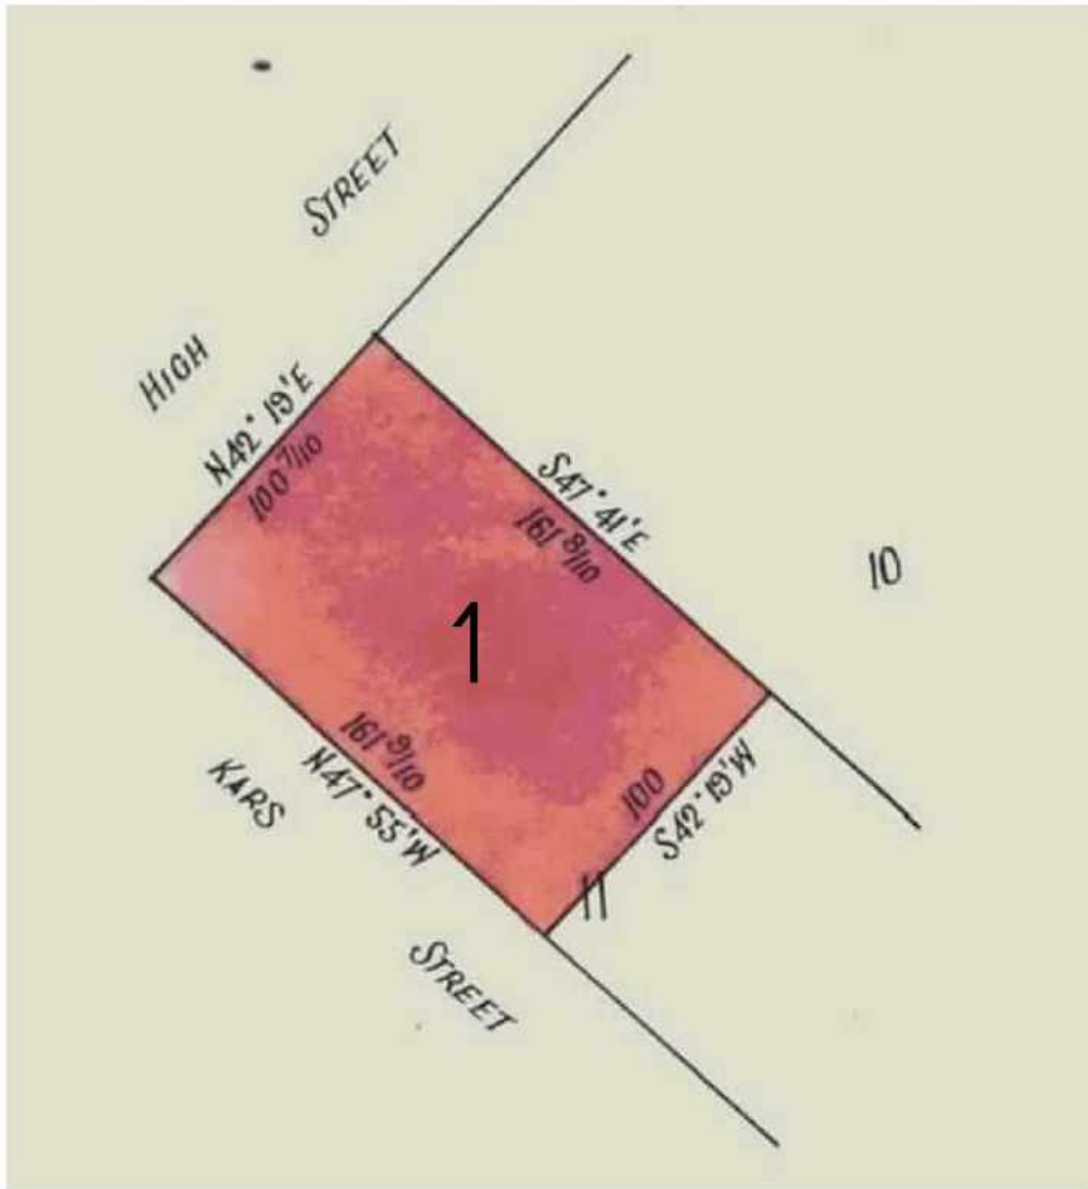 STREET
HIGH
N42° 19'E
100 7/10
S47° 41'E
161 8/10
10
1
161 9/10
N47° 55'W
KARS
100
S42° 19'W
11
STREET